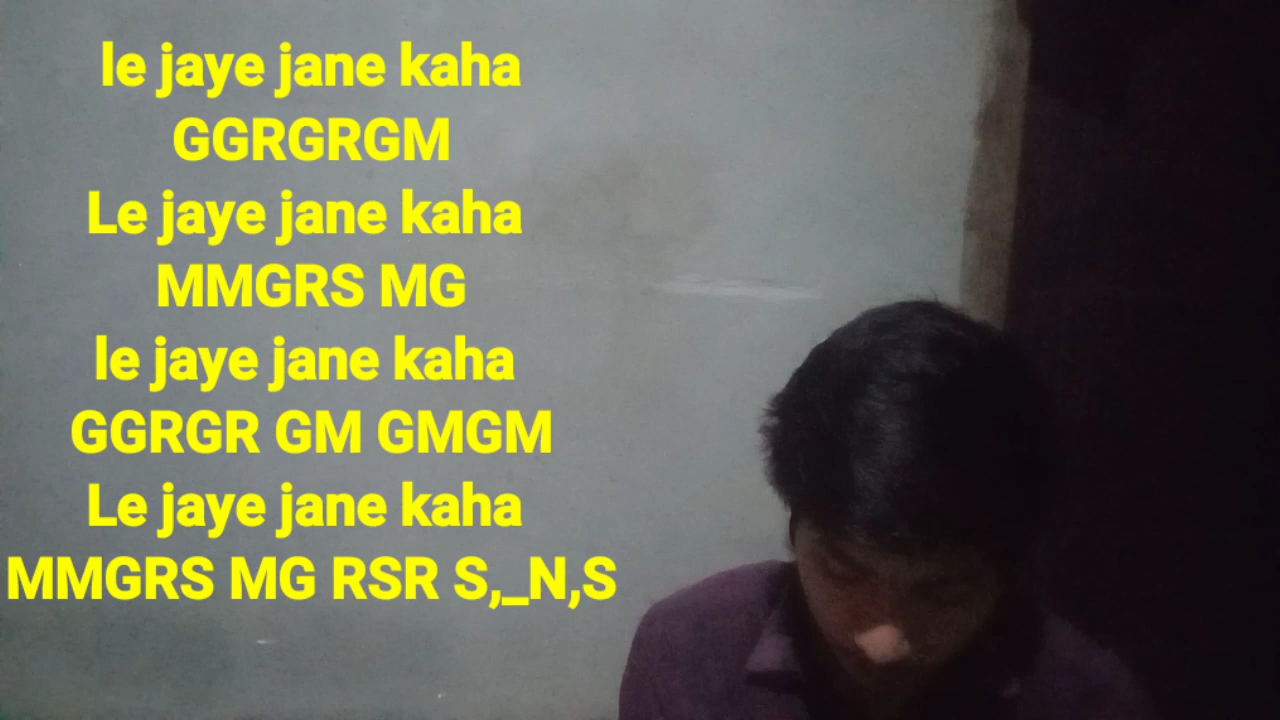 le jaye jane kaha
GGRGRGM
Le jaye jane kaha
MMGRS MG
le jaye jane kaha
GGRGR GM GMGM
Le jaye jane kaha
MMGRS MG RSR S,_N,S